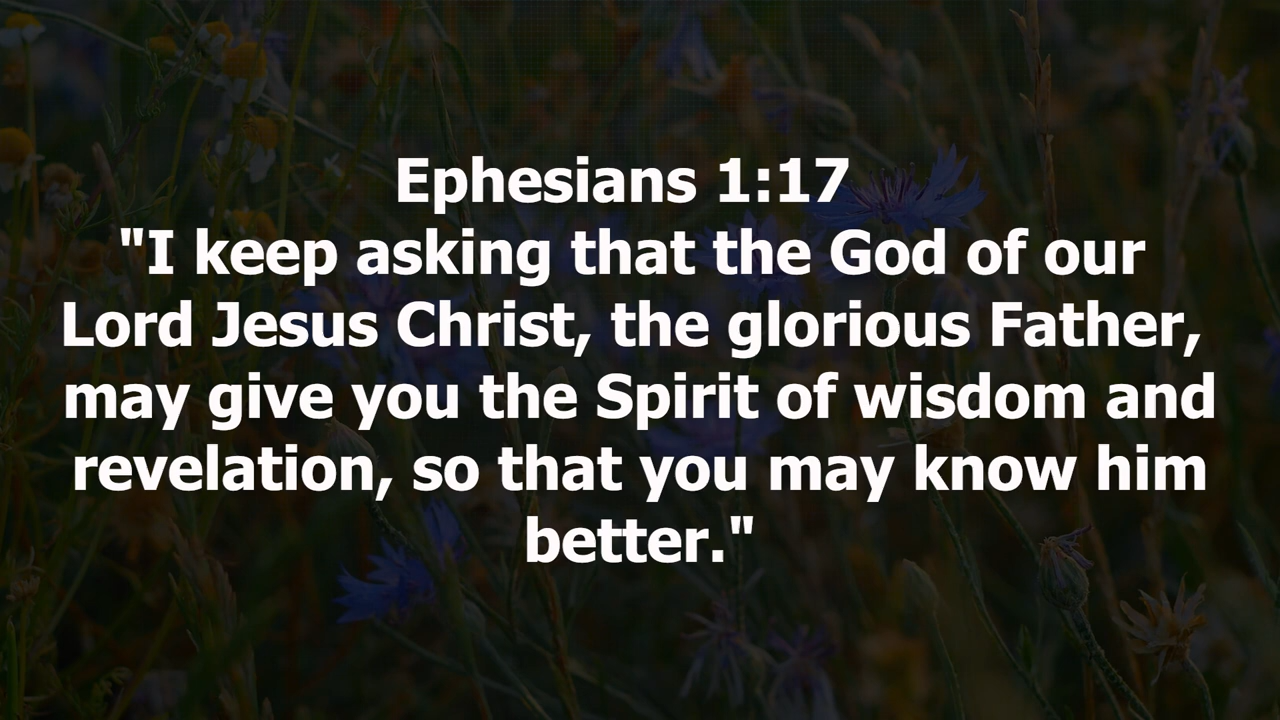 Ephesians 1:17
"I keep asking that the God of our
Lord Jesus Christ, the glorious Father,
may give you the Spirit of wisdom and
revelation, so that you may know him
better."